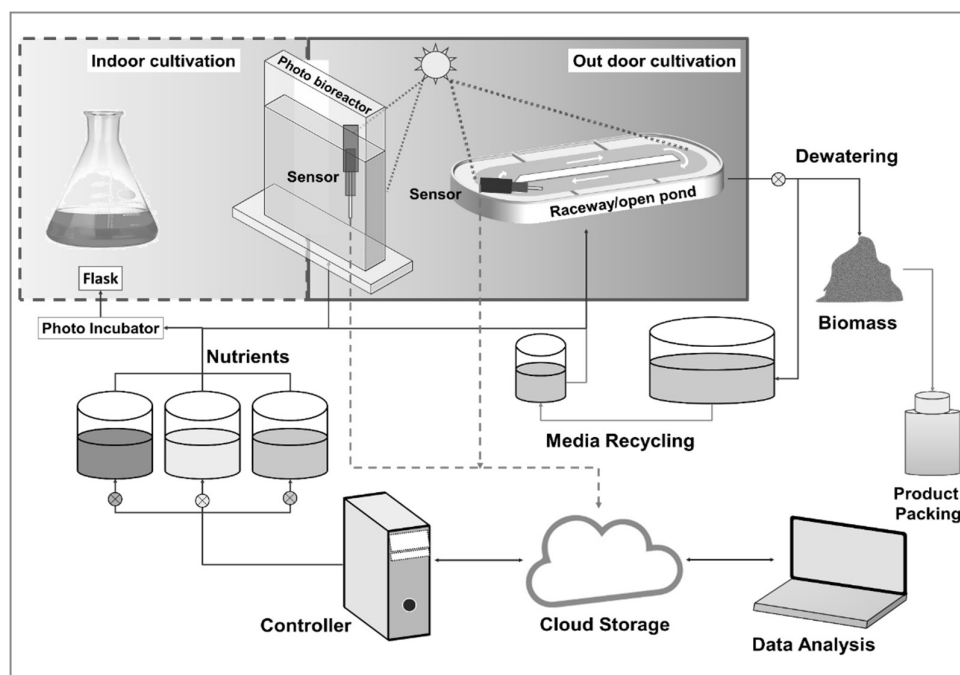 Indoor cultivation
Photo bioreactor
Out door cultivation
Sensor
Sensor
Raceway/open pond
Dewatering
Flask
Photo Incubator
Biomass
Nutrients
Media Recycling
Product
Packing
Controller
Cloud Storage
Data Analysis